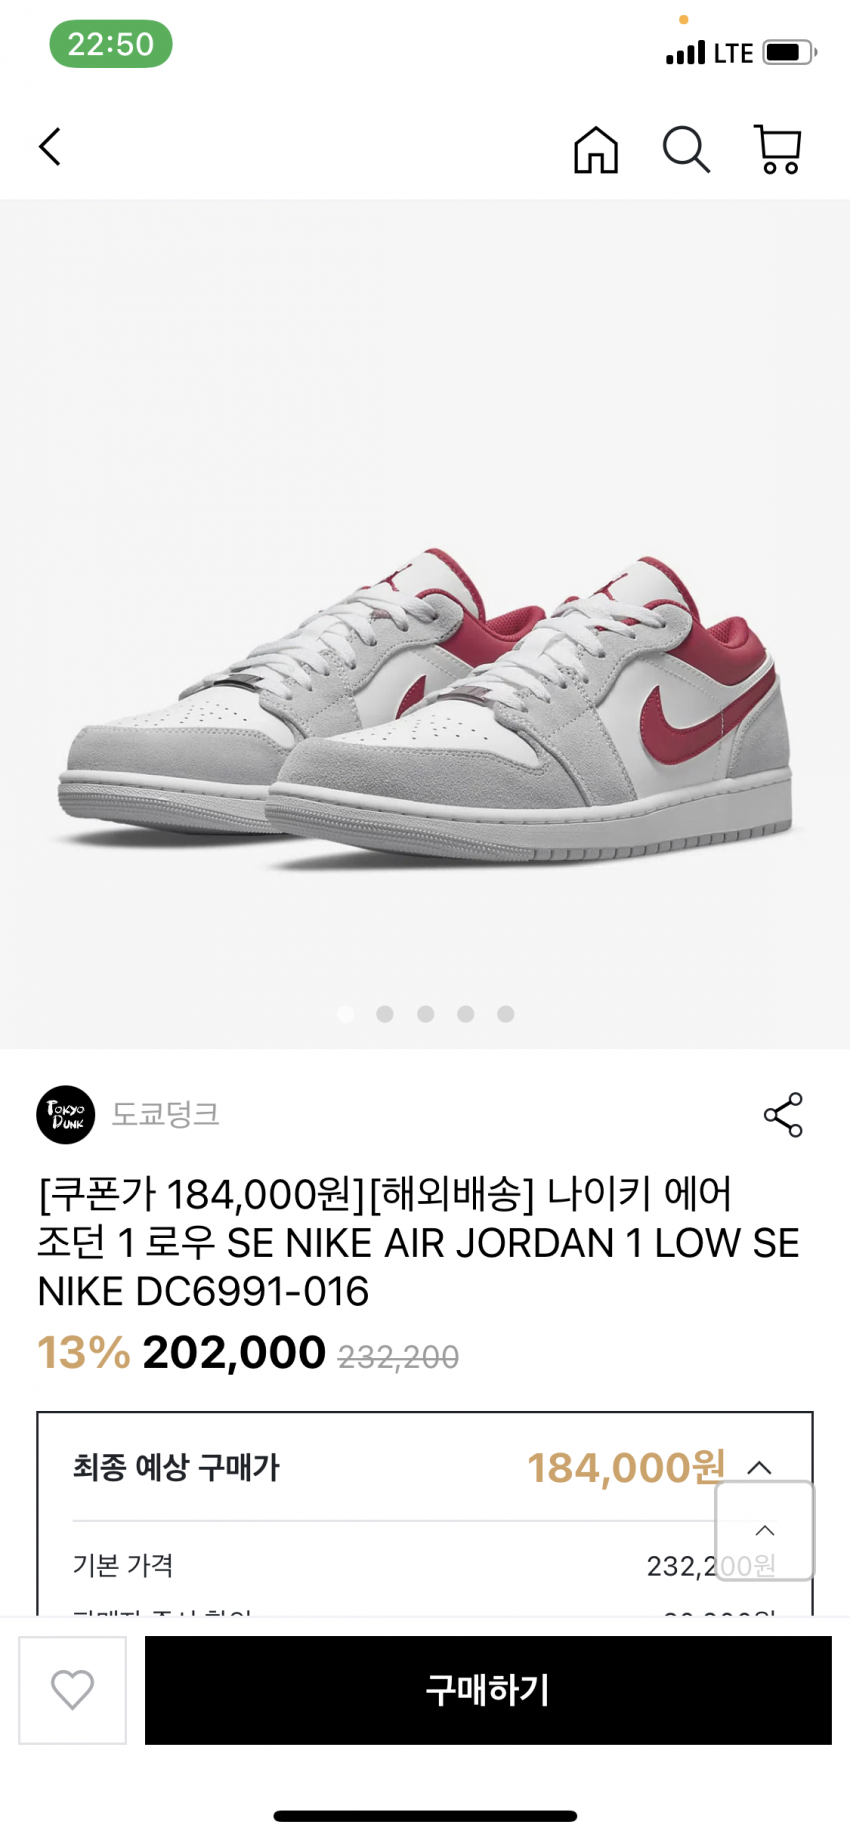 22:50
LTE
TOKYO
DUNK
도쿄덩크
[쿠폰가 184,000원][해외배송] 나이키 에어
조던 1 로우 SE NIKE AIR JORDAN 1 LOW SE
NIKE DC6991-016
13% 202,000 232,200
최종 예상 구매가 184,000원
기본 가격 232,200원
구매하기